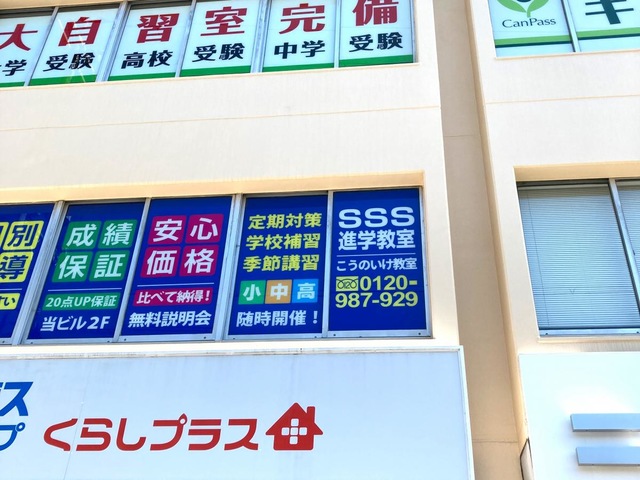 大自習室完備
受験
高校
受験
中学
受験
CanPass
キ
別
導
成績
保証
20点UP保証
当ビル2F
安心
価格
比べて納得!
無料説明会
定期対策
学校補習
季節講習
小中高
随時開催!
SSS
進学教室
こうのいけ教室
0120-
987-929
くらしプラス